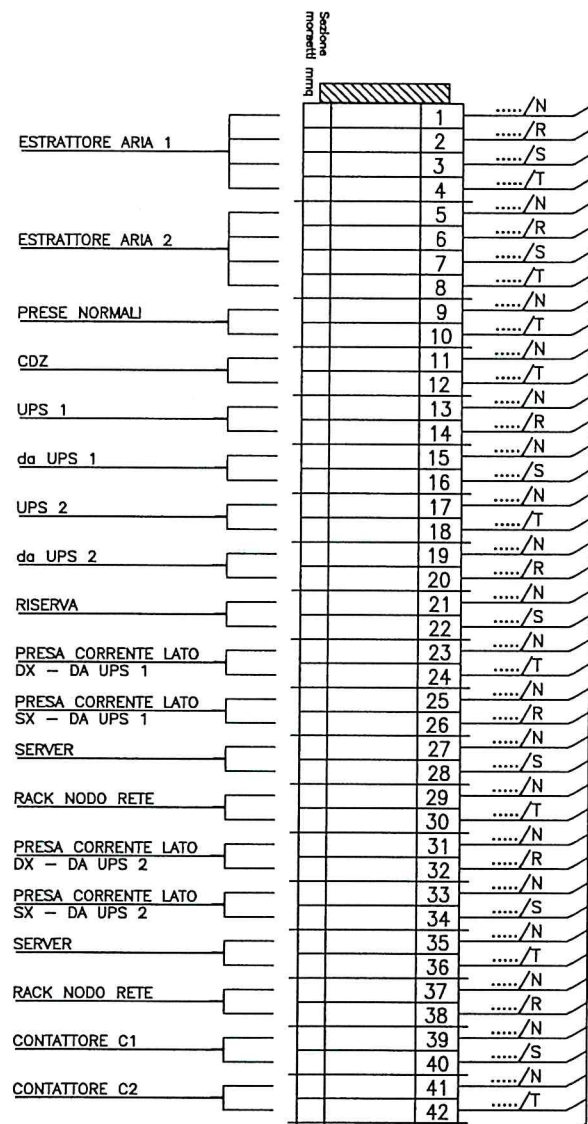 Sezione
morsetti mmq
ESTRATTORE ARIA 1
1 ...../N
2 ...../R
3 ...../S
4 ...../T
ESTRATTORE ARIA 2
5 ...../N
6 ...../R
7 ...../S
8 ...../T
PRESE NORMALI
9 ...../N
10 ...../T
CDZ
11 ...../N
12 ...../T
UPS 1
13 ...../N
14 ...../R
da UPS 1
15 ...../N
16 ...../S
UPS 2
17 ...../N
18 ...../T
da UPS 2
19 ...../N
20 ...../R
RISERVA
21 ...../N
22 ...../S
PRESA CORRENTE LATO
DX - DA UPS 1
23 ...../N
24 ...../T
PRESA CORRENTE LATO
SX - DA UPS 1
25 ...../N
26 ...../R
SERVER
27 ...../N
28 ...../S
RACK NODO RETE
29 ...../N
30 ...../T
PRESA CORRENTE LATO
DX - DA UPS 2
31 ...../N
32 ...../R
PRESA CORRENTE LATO
SX - DA UPS 2
33 ...../N
34 ...../S
SERVER
35 ...../N
36 ...../T
RACK NODO RETE
37 ...../N
38 ...../R
CONTATTORE C1
39 ...../N
40 ...../S
CONTATTORE C2
41 ...../N
42 ...../T